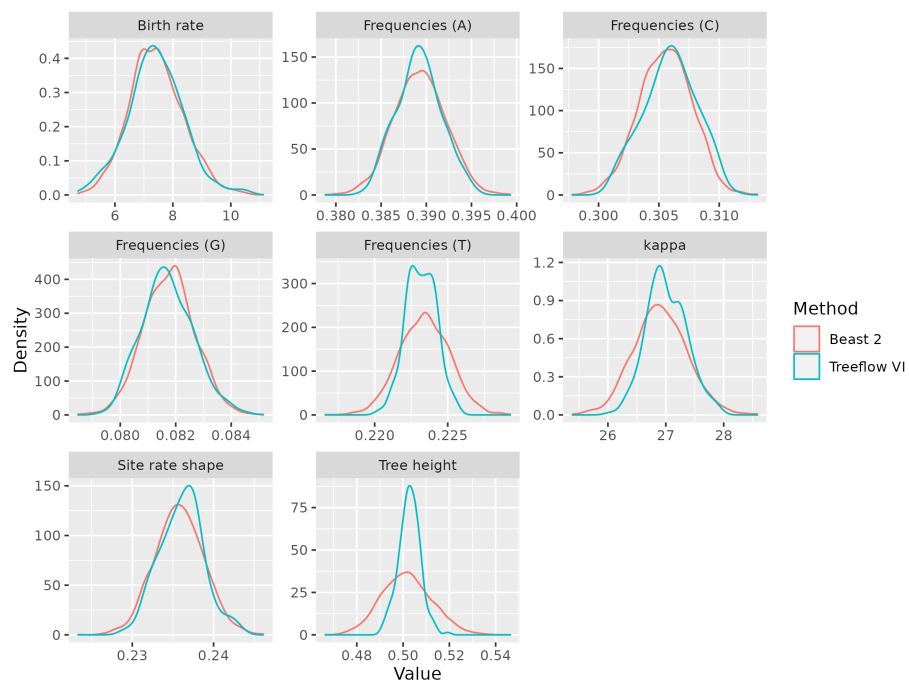 Birth rate
Frequencies (A)
Frequencies (C)
0.4
0.3
0.2
0.1
0.0
6 8 10
150
100
50
0
0.380 0.385 0.390 0.395 0.400
150
100
50
0
0.300 0.305 0.310
Frequencies (G)
Frequencies (T)
kappa
400
300
200
100
0
0.080 0.082 0.084
300
200
100
0
0.220 0.225
1.2
0.9
0.6
0.3
0.0
26 27 28
Site rate shape
Tree height
150
100
50
0
0.23 0.24
75
50
25
0
0.48 0.50 0.52 0.54
Density
Value
Method
Beast 2
Treeflow VI